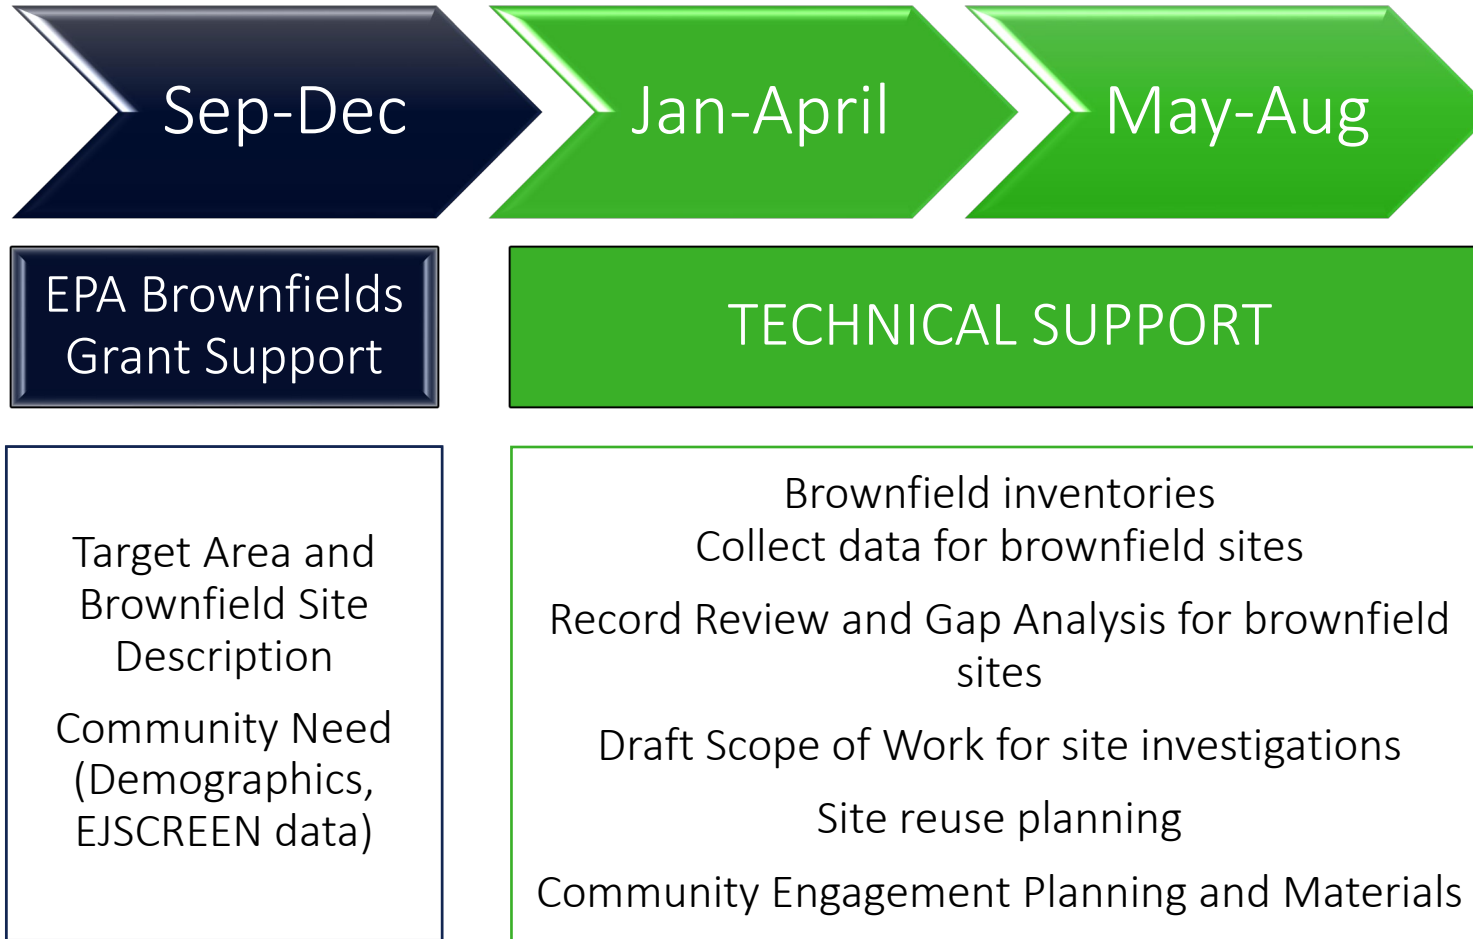 Sep-Dec
Jan-April
May-Aug
EPA Brownfields
Grant Support
TECHNICAL SUPPORT
Target Area and
Brownfield Site
Description
Community Need
(Demographics,
EJSCREEN data)
Brownfield inventories
Collect data for brownfield sites
Record Review and Gap Analysis for brownfield
sites
Draft Scope of Work for site investigations
Site reuse planning
Community Engagement Planning and Materials